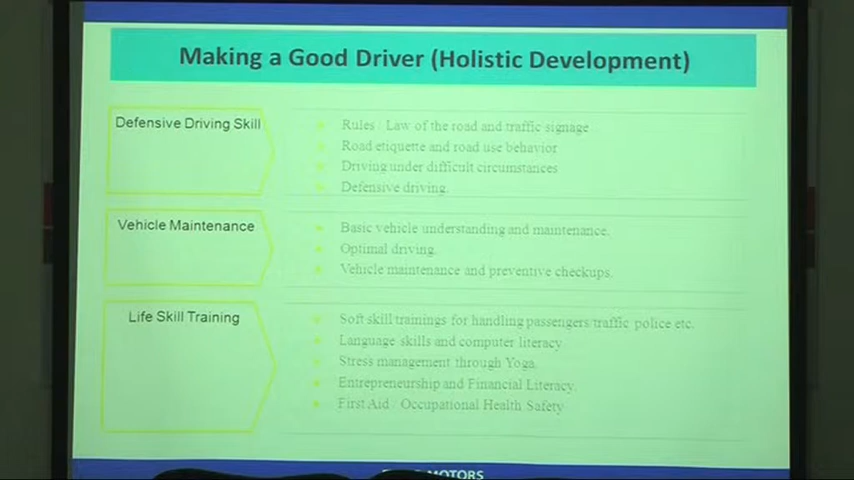 Making a Good Driver (Holistic Development)
Defensive Driving Skill
Rules / Law of the road and traffic signage
Road etiquette and road use behavior
Driving under difficult circumstances
Defensive driving.
Vehicle Maintenance
Basic vehicle understanding and maintenance.
Optimal driving.
Vehicle maintenance and preventive checkups.
Life Skill Training
Soft skill trainings for handling passengers/traffic police etc.
Language skills and computer literacy
Stress management through Yoga.
Entrepreneurship and Financial Literacy.
First Aid / Occupational Health Safety
MOTORS